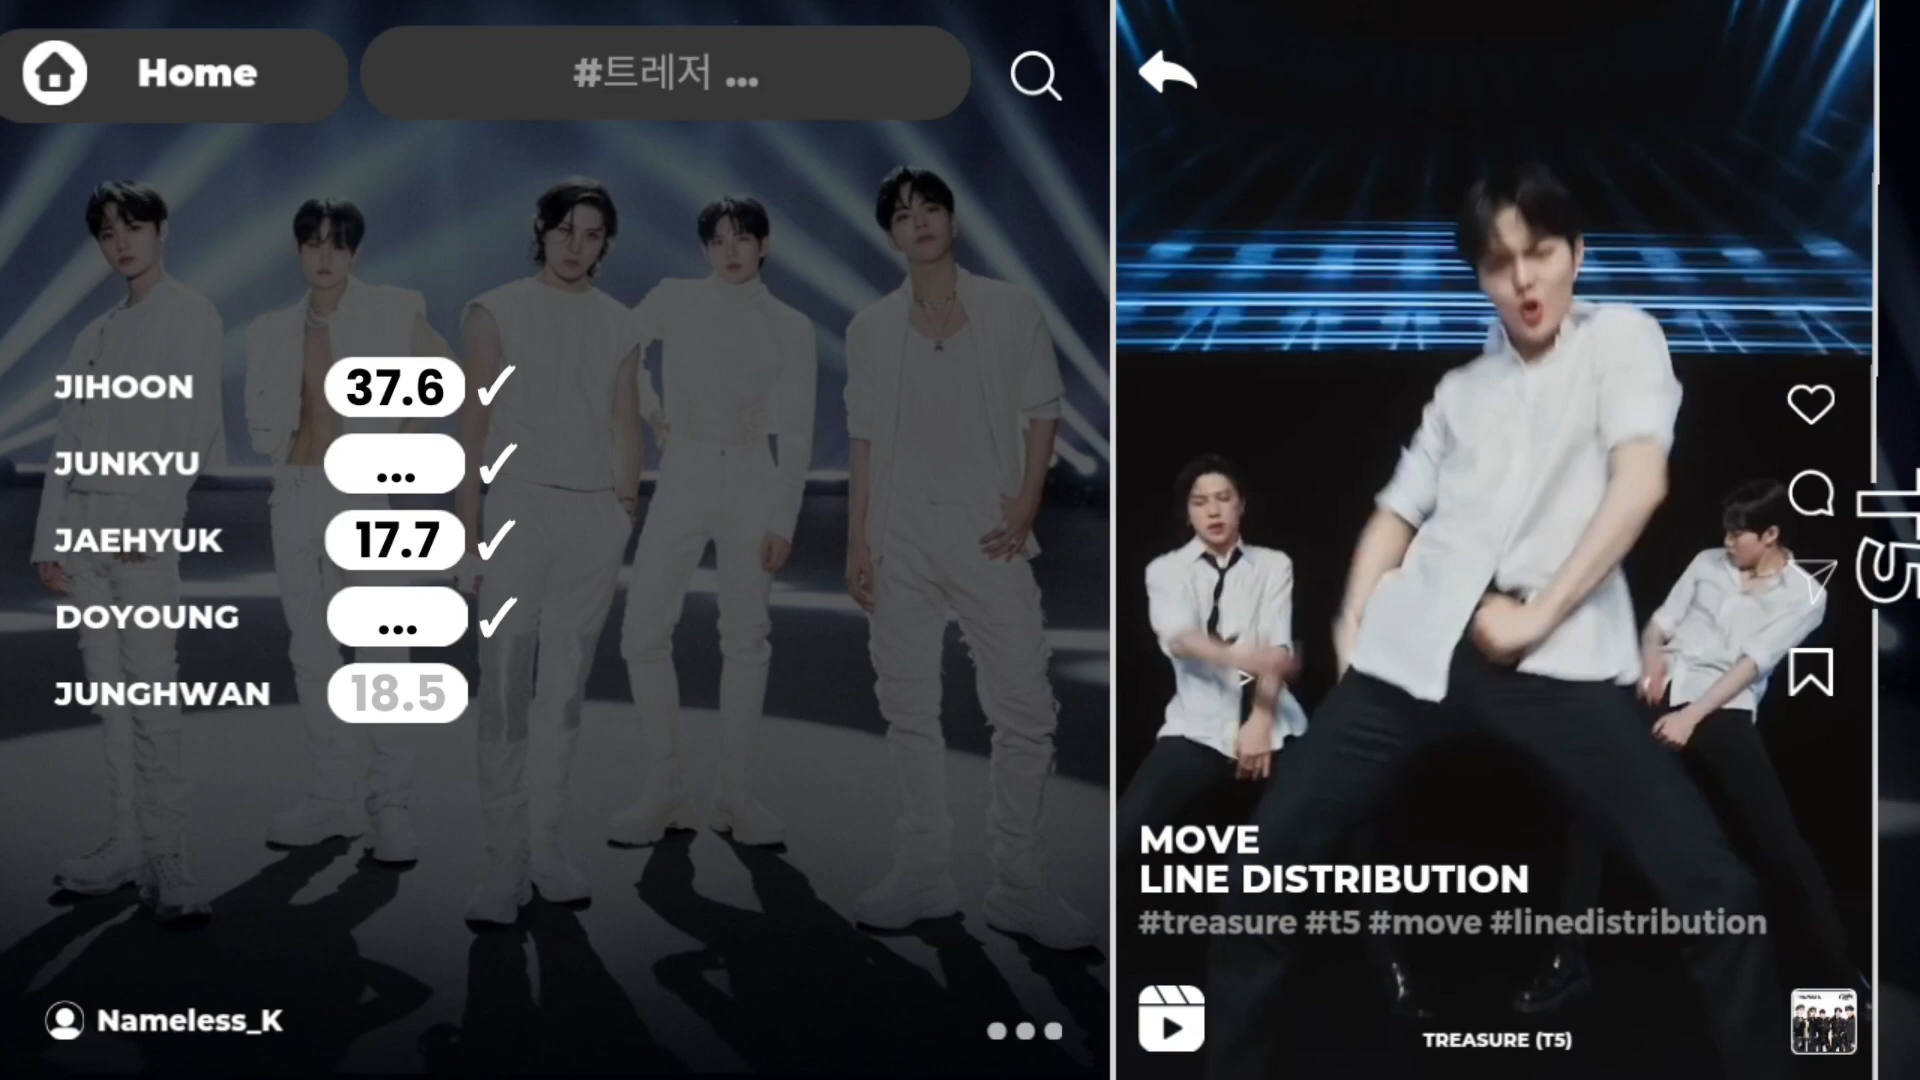 Home
#트레저 ...
JIHOON 37.6 ✓
JUNKYU ... ✓
JAEHYUK 17.7 ✓
DOYOUNG ... ✓
JUNGHWAN 18.5
Nameless_K
MOVE
LINE DISTRIBUTION
#treasure #t5 #move #linedistribution
TREASURE (T5)
T5